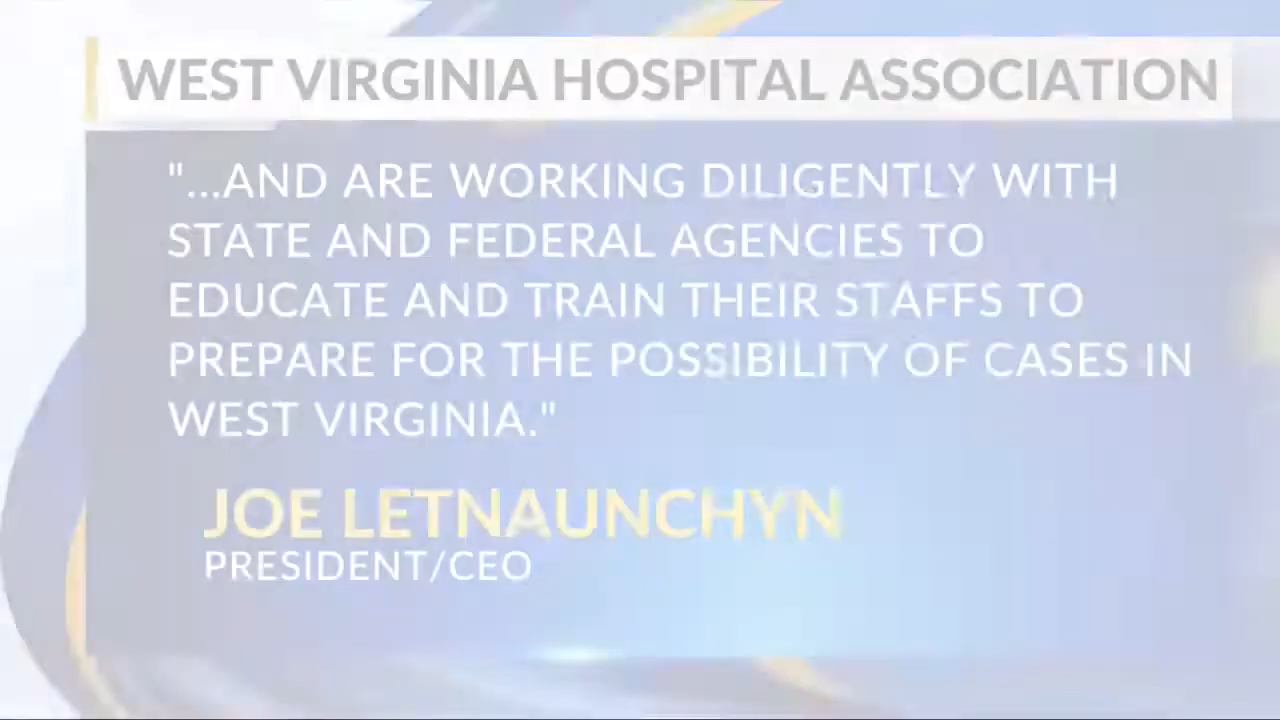 WEST VIRGINIA HOSPITAL ASSOCIATION
"...AND ARE WORKING DILIGENTLY WITH
STATE AND FEDERAL AGENCIES TO
EDUCATE AND TRAIN THEIR STAFFS TO
PREPARE FOR THE POSSIBILITY OF CASES IN
WEST VIRGINIA."
JOE LETNAUNCHYN
PRESIDENT/CEO